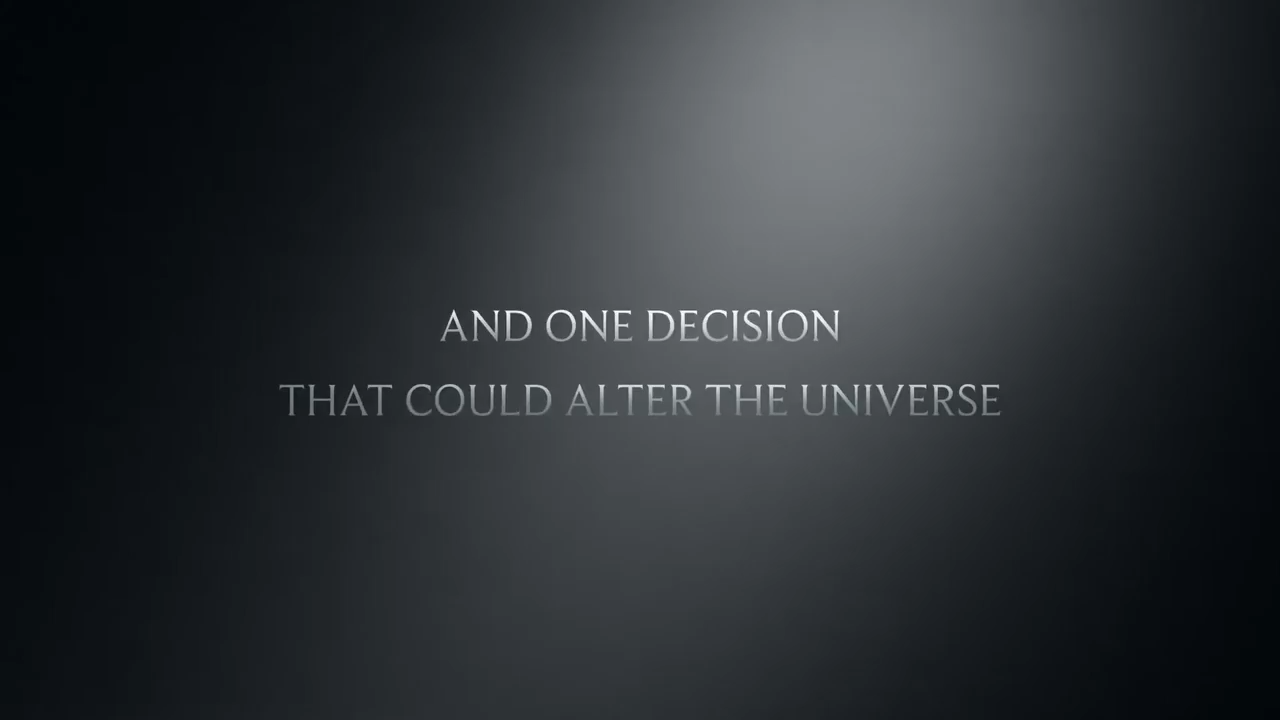 AND ONE DECISION
THAT COULD ALTER THE UNIVERSE